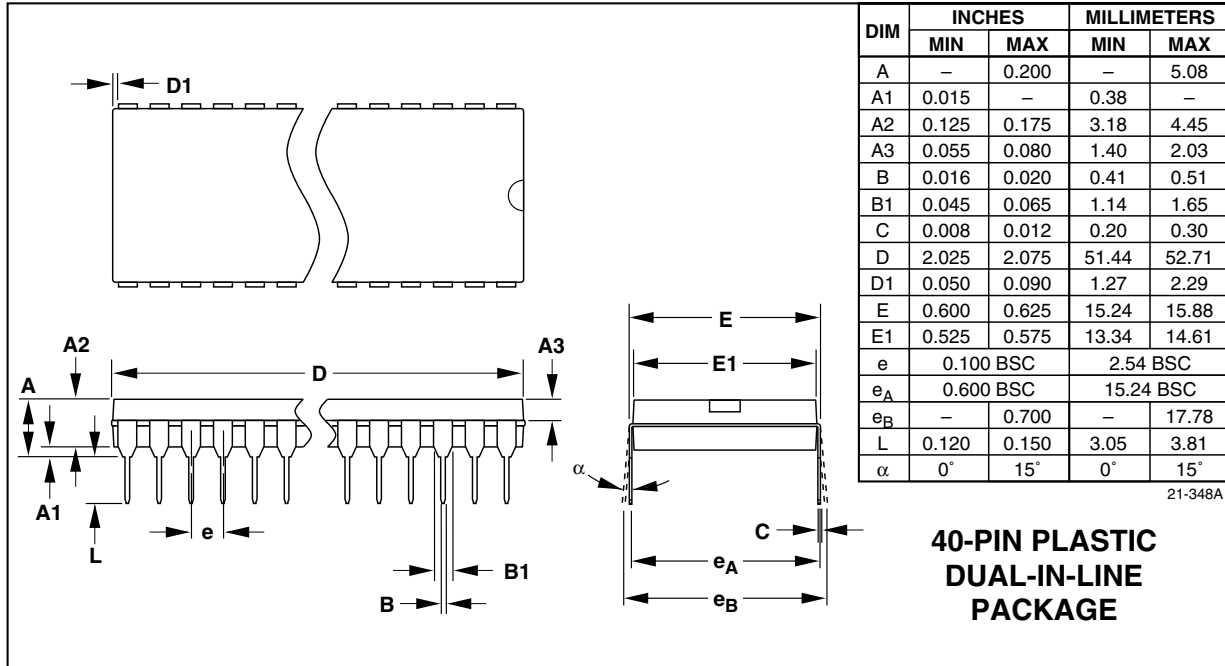 D1
A2
A
D
A3
A1
L
e
B1
B
E
E1
α
C
eA
eB
DIM INCHES MILLIMETERS
MIN MAX MIN MAX
A – 0.200 – 5.08
A1 0.015 – 0.38 –
A2 0.125 0.175 3.18 4.45
A3 0.055 0.080 1.40 2.03
B 0.016 0.020 0.41 0.51
B1 0.045 0.065 1.14 1.65
C 0.008 0.012 0.20 0.30
D 2.025 2.075 51.44 52.71
D1 0.050 0.090 1.27 2.29
E 0.600 0.625 15.24 15.88
E1 0.525 0.575 13.34 14.61
e 0.100 BSC 2.54 BSC
eA 0.600 BSC 15.24 BSC
eB – 0.700 – 17.78
L 0.120 0.150 3.05 3.81
α 0° 15° 0° 15°
21-348A
40-PIN PLASTIC
DUAL-IN-LINE
PACKAGE